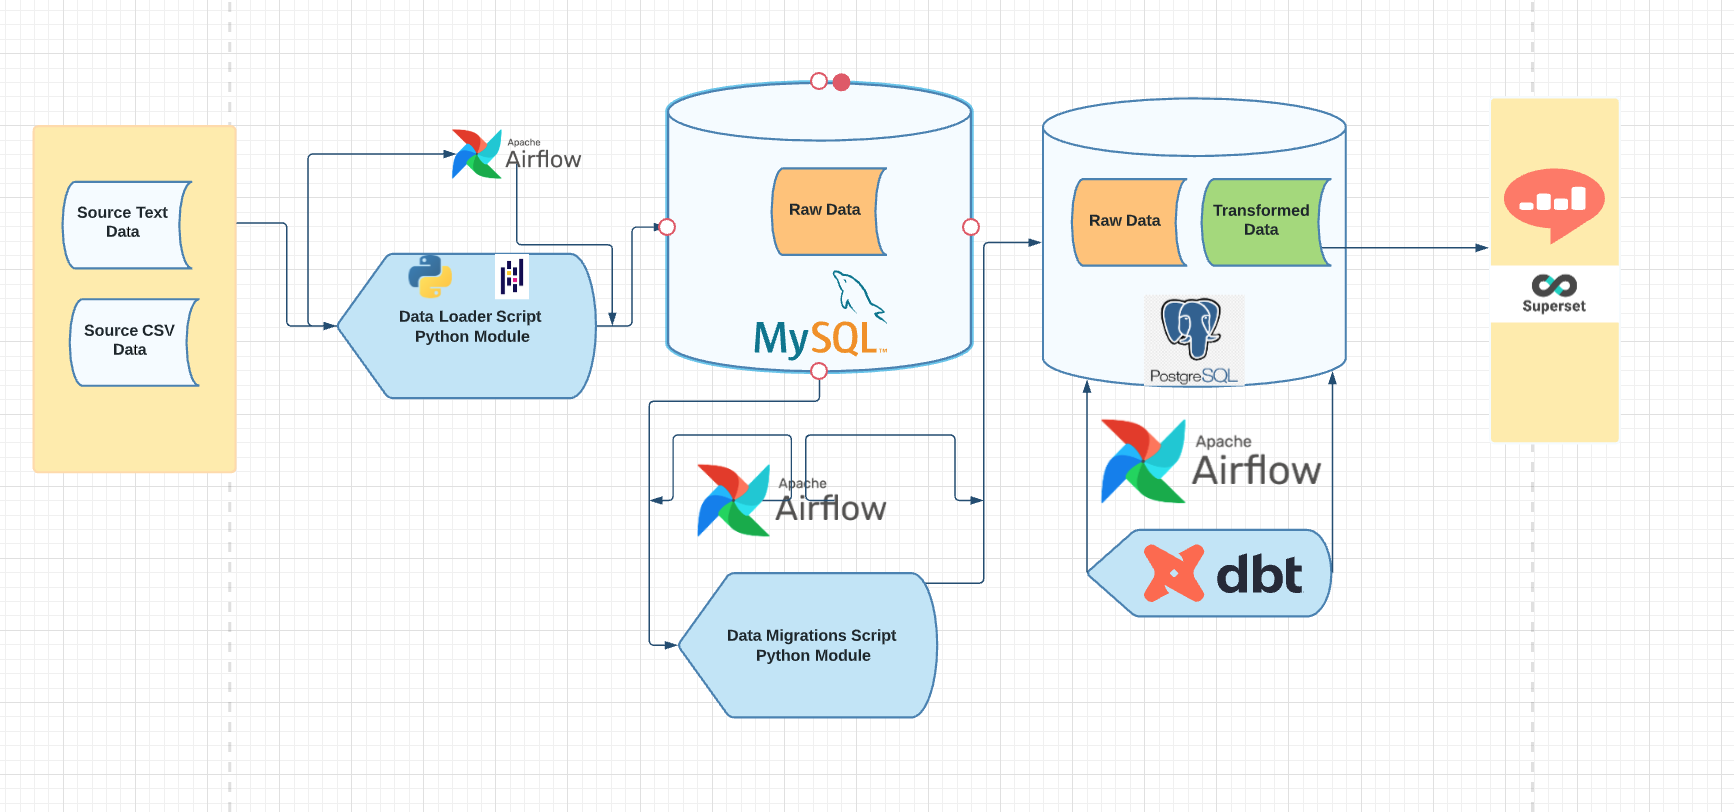 Source Text
Data
Source CSV
Data
Apache
Airflow
Data Loader Script
Python Module
Raw Data
MySQL™
Apache
Airflow
Data Migrations Script
Python Module
Raw Data
Transformed
Data
PostgreSQL
Apache
Airflow
dbt
Superset